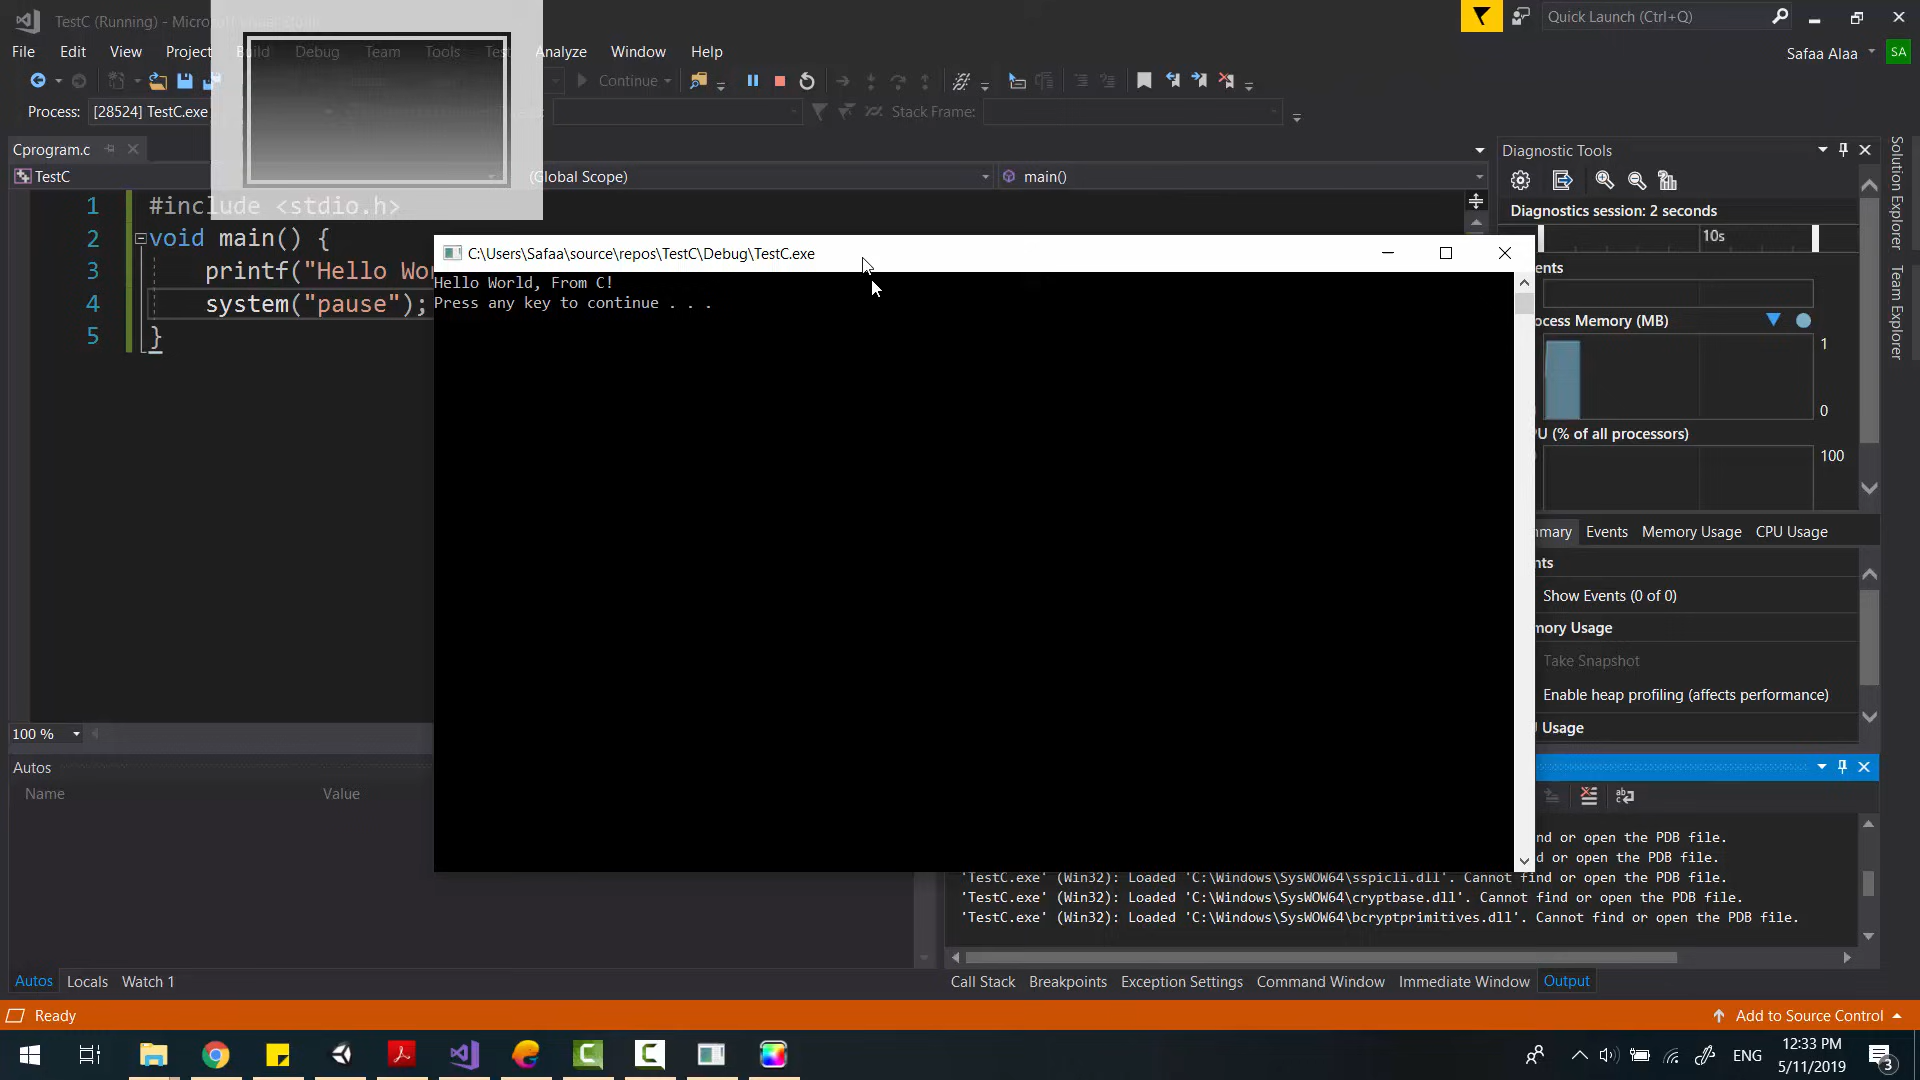 TestC (Running) - Micros
Quick Launch (Ctrl+Q)
File Edit View Project Build Debug Team Tools Test Analyze Window Help
Safaa Alaa SA
Continue
Process: [28524] TestC.exe
Stack Frame:
Cprogram.c
TestC
(Global Scope)
main()
1 #include <stdio.h>
2 void main() {
3 printf("Hello Wor
4 system("pause");
5 }
C:\Users\Safaa\source\repos\TestC\Debug\TestC.exe
Hello World, From C!
Press any key to continue . . .
Diagnostic Tools
Diagnostics session: 2 seconds
10s
ents
ocess Memory (MB)
1
0
U (% of all processors)
100
mmary Events Memory Usage CPU Usage
nts
Show Events (0 of 0)
mory Usage
Take Snapshot
Enable heap profiling (affects performance)
Usage
Solution Explorer
Team Explorer
100 %
Autos
Name Value
nd or open the PDB file.
d or open the PDB file.
'TestC.exe' (Win32): Loaded 'C:\Windows\SysWOW64\sspicli.dll'. Cannot find or open the PDB file.
'TestC.exe' (Win32): Loaded 'C:\Windows\SysWOW64\cryptbase.dll'. Cannot find or open the PDB file.
'TestC.exe' (Win32): Loaded 'C:\Windows\SysWOW64\bcryptprimitives.dll'. Cannot find or open the PDB file.
Autos Locals Watch 1
Call Stack Breakpoints Exception Settings Command Window Immediate Window Output
Ready
Add to Source Control
ENG
12:33 PM
5/11/2019
3